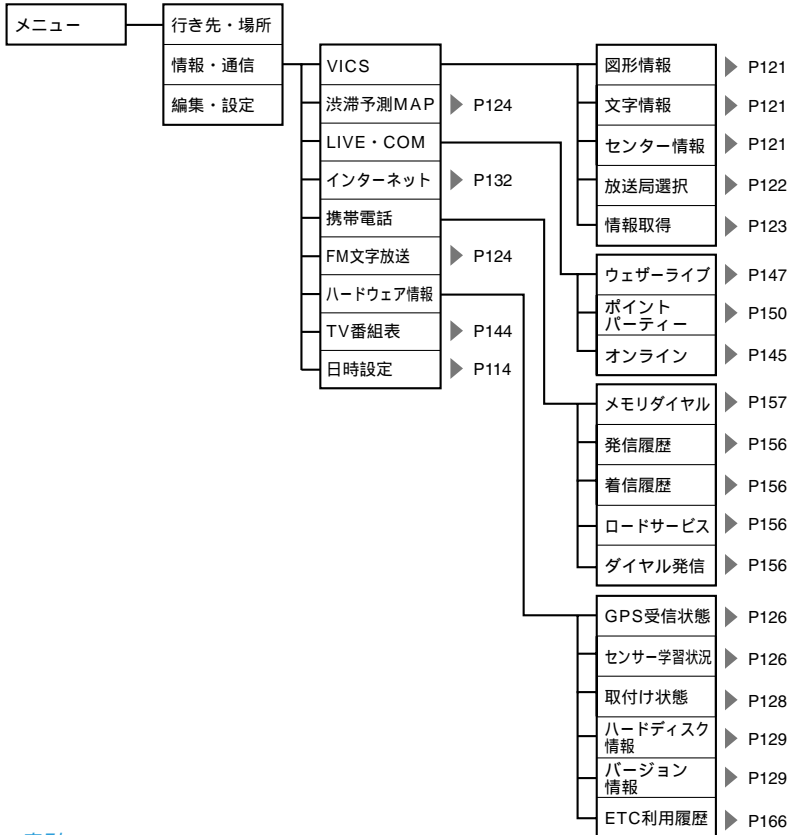 メニュー
行き先・場所
情報・通信
編集・設定
VICS
渋滞予測MAP P124
LIVE・COM
インターネット P132
携帯電話
FM文字放送 P124
ハードウェア情報
TV番組表 P144
日時設定 P114
図形情報 P121
文字情報 P121
センター情報 P121
放送局選択 P122
情報取得 P123
ウェザーライブ P147
ポイント
パーティー P150
オンライン P145
メモリダイヤル P157
発信履歴 P156
着信履歴 P156
ロードサービス P156
ダイヤル発信 P156
GPS受信状態 P126
センサー学習状況 P126
取付け状態 P128
ハードディスク
情報 P129
バージョン
情報 P129
ETC利用履歴 P166